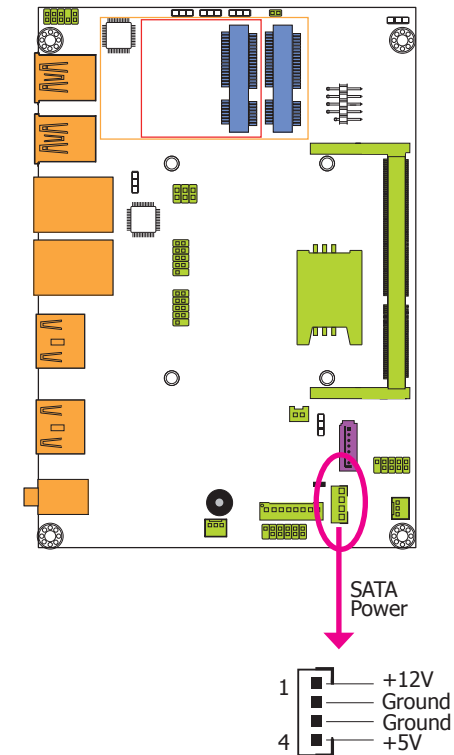 SATA
Power
1 +12V
Ground
Ground
4 +5V